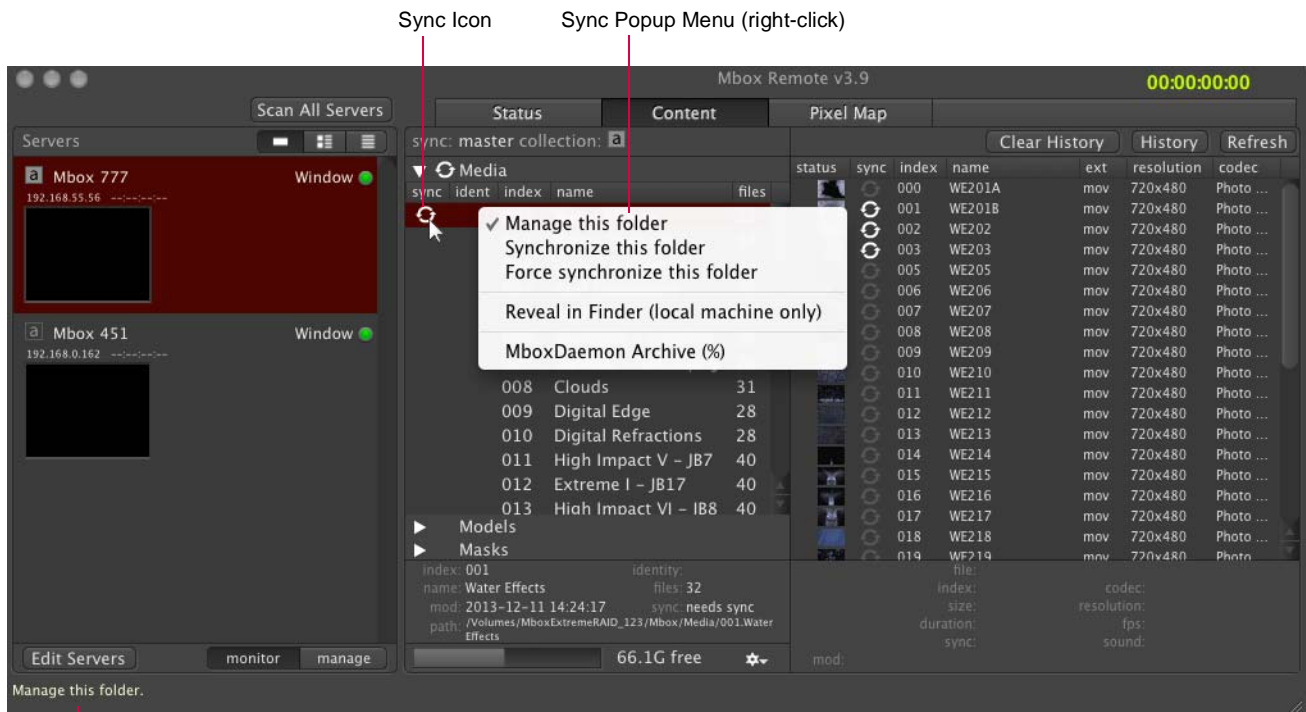 Sync Icon
Sync Popup Menu (right-click)
Mbox Remote v3.9
00:00:00:00
Scan All Servers
Status
Content
Pixel Map
Servers
sync: master collection: a
Clear History
History
Refresh
a Mbox 777
Window
192.168.55.56 --:--:--:--
a Mbox 451
Window
192.168.0.162 --:--:--:--
Media
sync ident index name files
Manage this folder
Synchronize this folder
Force synchronize this folder
Reveal in Finder (local machine only)
MboxDaemon Archive (%)
008 Clouds 31
009 Digital Edge 28
010 Digital Refractions 28
011 High Impact V – JB7 40
012 Extreme I – JB17 40
013 High Impact VI – JB8 40
Models
Masks
status sync index name ext resolution codec
000 WE201A mov 720x480 Photo ...
001 WE201B mov 720x480 Photo ...
002 WE202 mov 720x480 Photo ...
003 WE203 mov 720x480 Photo ...
005 WE205 mov 720x480 Photo ...
006 WE206 mov 720x480 Photo ...
007 WE207 mov 720x480 Photo ...
008 WE208 mov 720x480 Photo ...
009 WE209 mov 720x480 Photo ...
010 WE210 mov 720x480 Photo ...
011 WE211 mov 720x480 Photo ...
012 WE212 mov 720x480 Photo ...
013 WE213 mov 720x480 Photo ...
014 WE214 mov 720x480 Photo ...
015 WE215 mov 720x480 Photo ...
016 WE216 mov 720x480 Photo ...
017 WE217 mov 720x480 Photo ...
018 WE218 mov 720x480 Photo ...
019 WE219 mov 720x480 Photo
index: 001 identity:
name: Water Effects files: 32
mod: 2013-12-11 14:24:17 sync: needs sync
path: /Volumes/MboxExtremeRAID_123/Mbox/Media/001.Water
Effects
file:
index: codec:
size: resolution:
duration: fps:
sync: sound:
mod:
Edit Servers
monitor
manage
66.1G free
Manage this folder.